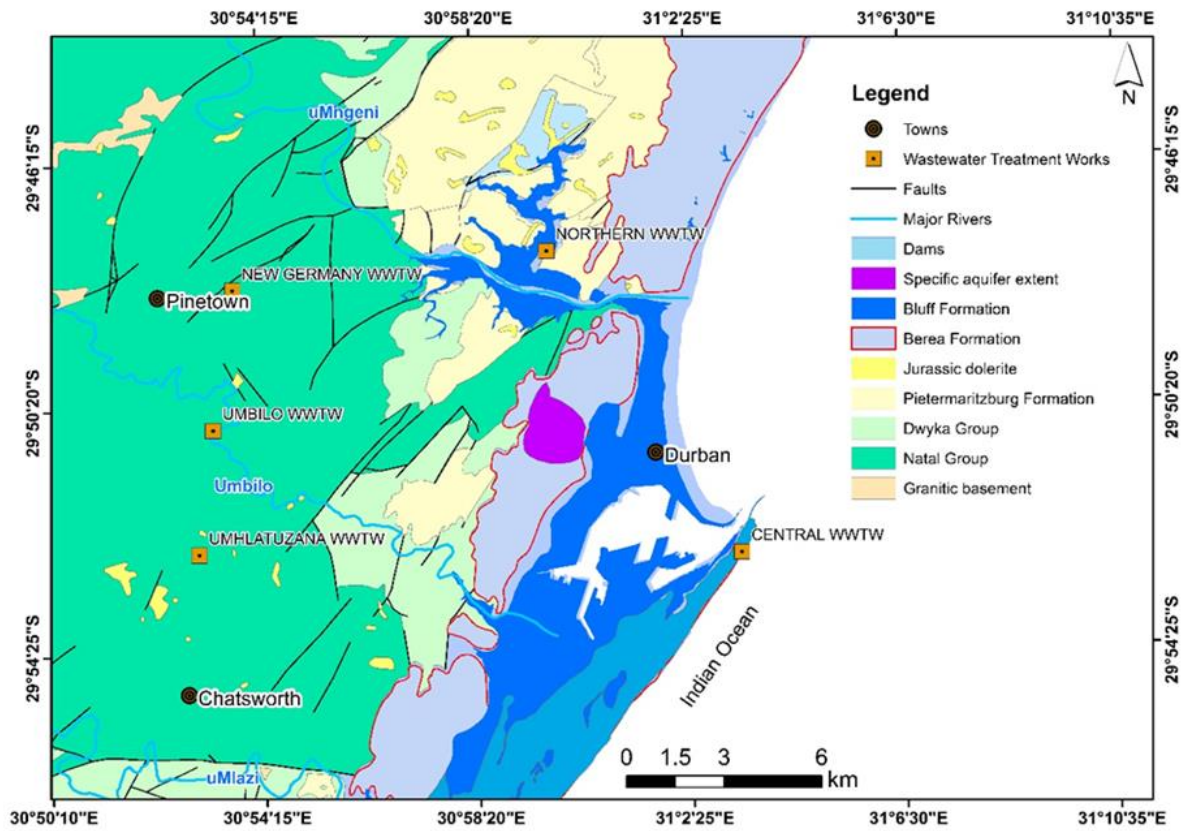 30°54'15"E 30°58'20"E 31°2'25"E 31°6'30"E 31°10'35"E
29°46'15"S
29°50'20"S
29°54'25"S
uMngeni
NORTHERN WWTW
NEW GERMANY WWTW
Pinetown
UMBILO WWTW
Durban
Umbilo
UMHLATUZANA WWTW
CENTRAL WWTW
Indian Ocean
Chatsworth
uMlazi
N
Legend
Towns
Wastewater Treatment Works
Faults
Major Rivers
Dams
Specific aquifer extent
Bluff Formation
Berea Formation
Jurassic dolerite
Pietermaritzburg Formation
Dwyka Group
Natal Group
Granitic basement
0 1.5 3 6
km
29°46'15"S
29°50'20"S
29°54'25"S
30°50'10"E 30°54'15"E 30°58'20"E 31°2'25"E 31°6'30"E 31°10'35"E